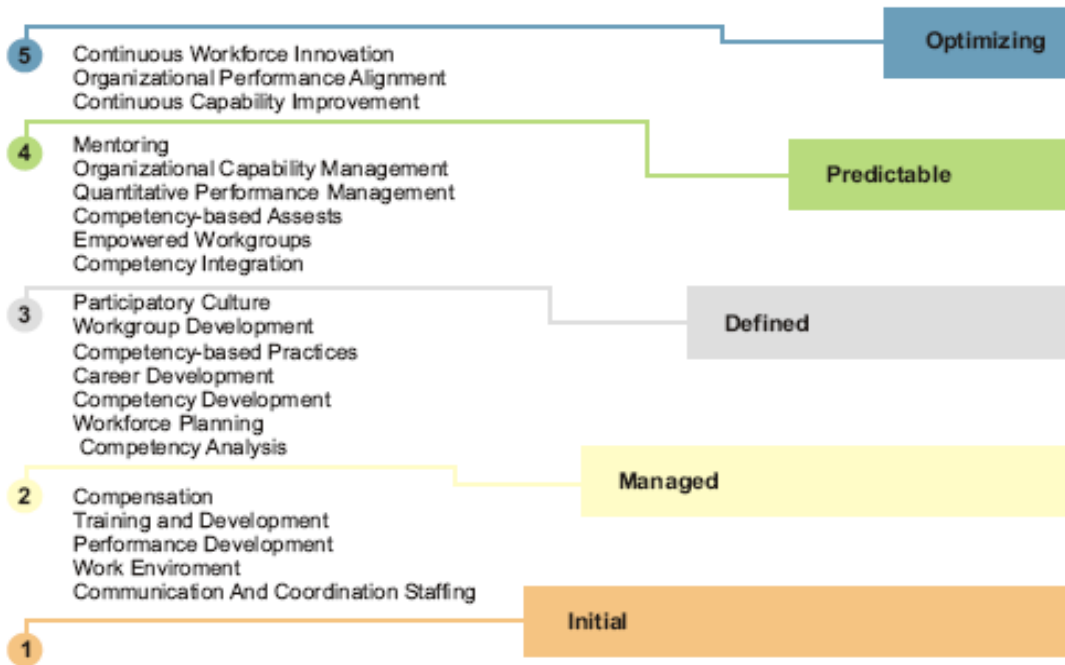 Optimizing
5
Continuous Workforce Innovation
Organizational Performance Alignment
Continuous Capability Improvement
4
Mentoring
Organizational Capability Management
Quantitative Performance Management
Competency-based Assests
Empowered Workgroups
Competency Integration
Predictable
3
Participatory Culture
Workgroup Development
Competency-based Practices
Career Development
Competency Development
Workforce Planning
Competency Analysis
Defined
2
Compensation
Training and Development
Performance Development
Work Enviroment
Communication And Coordination Staffing
Managed
Initial
1